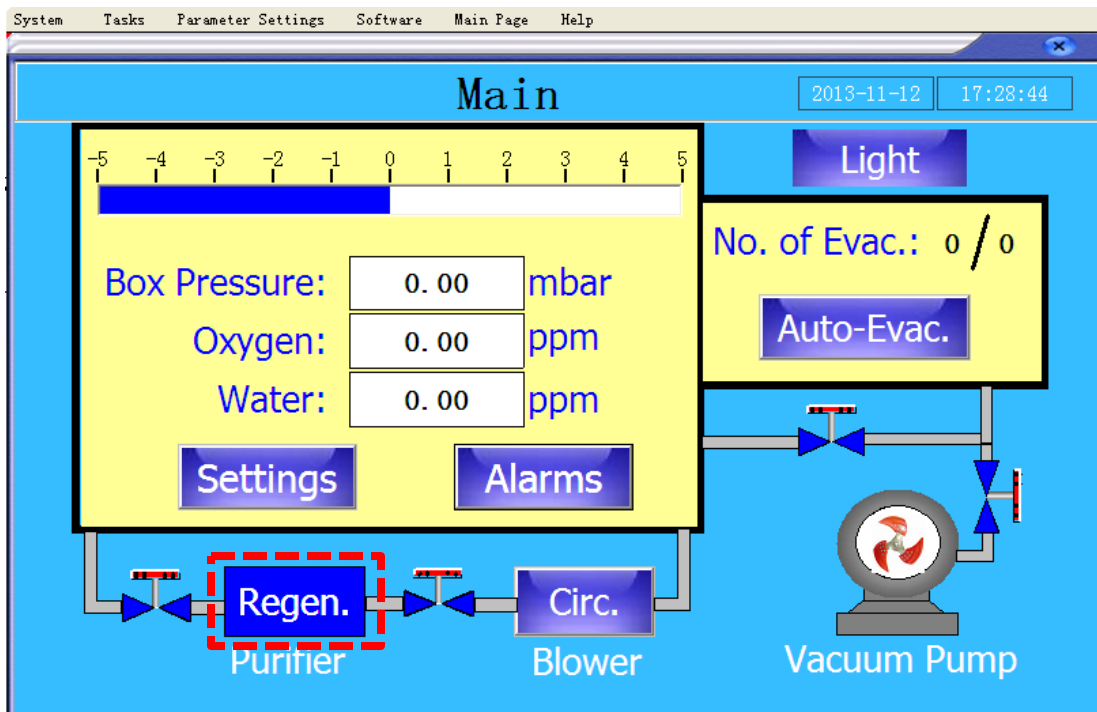 System Tasks Parameter Settings Software Main Page Help
Main
2013-11-12 17:28:44
-5 -4 -3 -2 -1 0 1 2 3 4 5
Light
No. of Evac.: 0 / 0
Auto-Evac.
Box Pressure: 0.00 mbar
Oxygen: 0.00 ppm
Water: 0.00 ppm
Settings Alarms
Regen. Circ.
Purifier Blower Vacuum Pump